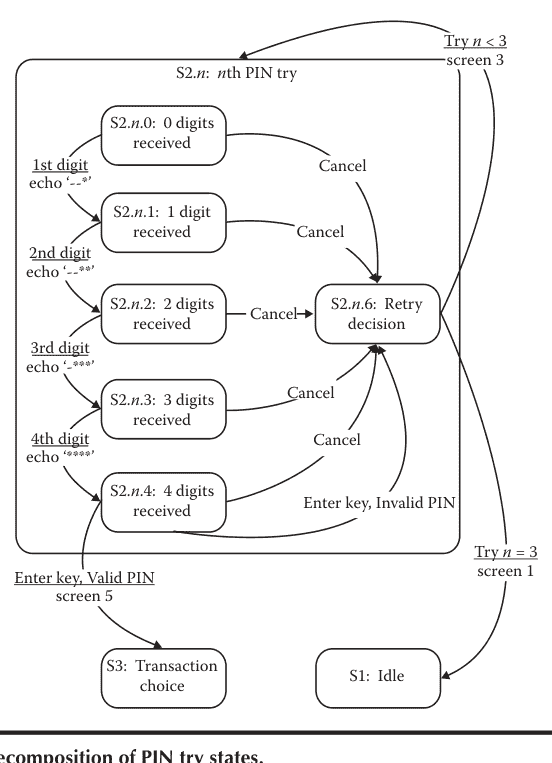 Try n < 3
screen 3
S2.n: nth PIN try
S2.n.0: 0 digits
received
1st digit
echo ‘--*’
Cancel
S2.n.1: 1 digit
received
Cancel
2nd digit
echo ‘--**’
S2.n.2: 2 digits
received
Cancel
S2.n.6: Retry
decision
3rd digit
echo ‘-***’
S2.n.3: 3 digits
received
Cancel
4th digit
echo ‘****’
Cancel
S2.n.4: 4 digits
received
Enter key, Invalid PIN
Try n = 3
screen 1
Enter key, Valid PIN
screen 5
S3: Transaction
choice
S1: Idle
ecomposition of PIN try states.